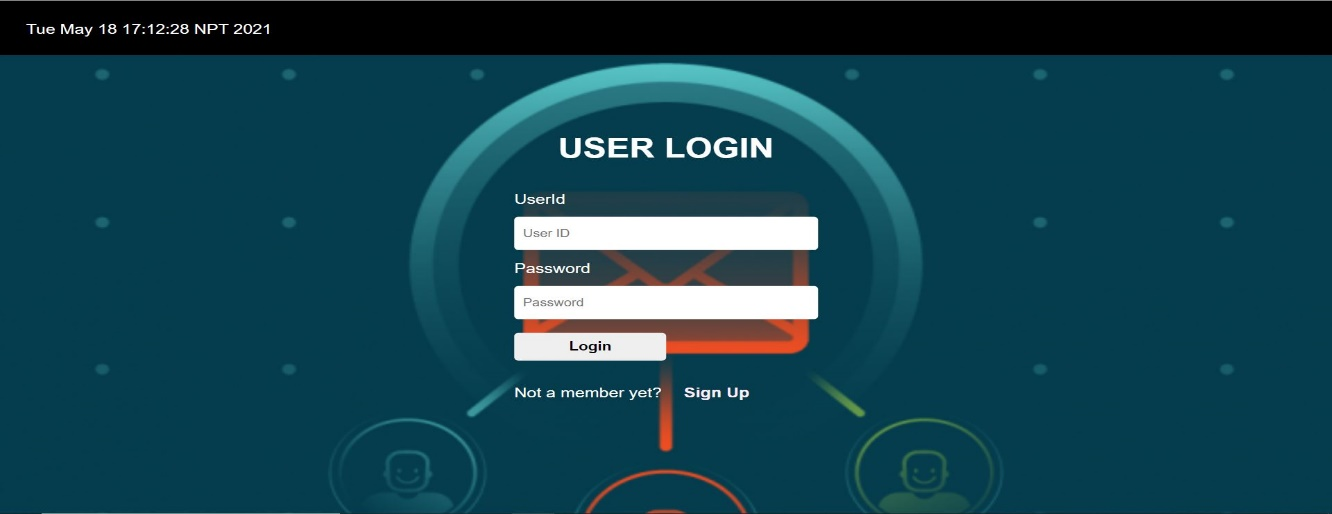 Tue May 18 17:12:28 NPT 2021
USER LOGIN
UserId
User ID
Password
Password
Login
Not a member yet? Sign Up